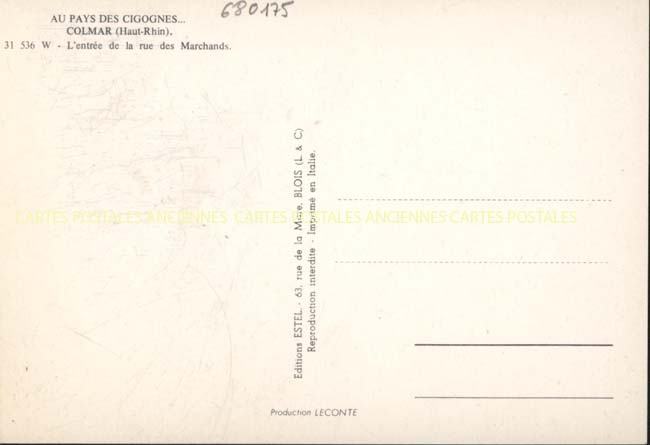 680175
AU PAYS DES CIGOGNES...
COLMAR (Haut-Rhin).
31 536 W - L'entrée de la rue des Marchands.
CARTES POSTALES ANCIENNES CARTES POSTALES ANCIENNES CARTES POSTALES
Editions ESTEL - 63, rue de la Mare, BLOIS (L & C)
Reproduction interdite - Imprimé en Italie.
Production LECONTE